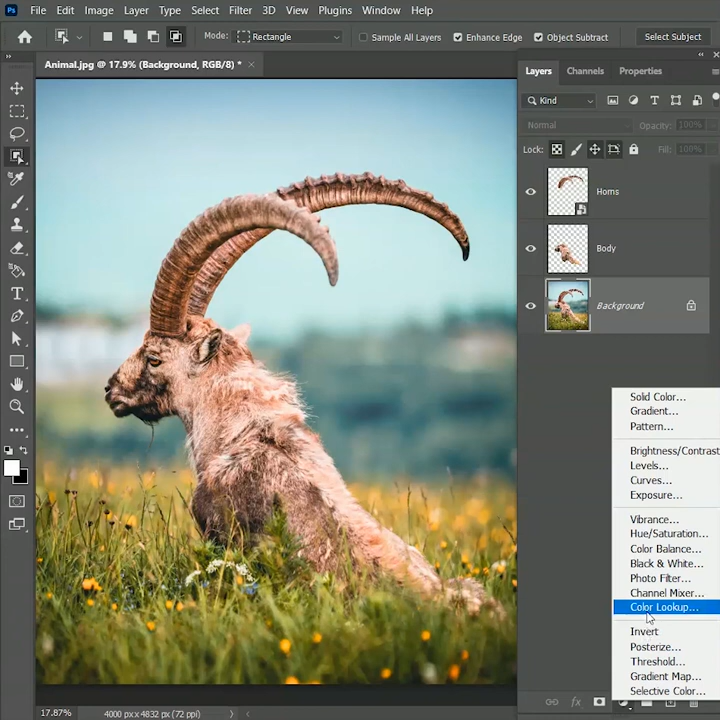 Ps File Edit Image Layer Type Select Filter 3D View Plugins Window Help
Mode: Rectangle Sample All Layers Enhance Edge Object Subtract Select Subject
Animal.jpg @ 17.9% (Background, RGB/8) *
Layers Channels Properties
Kind
Normal Opacity: 100%
Lock: Fill: 100%
Horns
Body
Background
Solid Color...
Gradient...
Pattern...
Brightness/Contrast
Levels...
Curves...
Exposure...
Vibrance...
Hue/Saturation...
Color Balance...
Black & White...
Photo Filter...
Channel Mixer...
Color Lookup...
Invert
Posterize...
Threshold...
Gradient Map...
Selective Color...
fx
17.87% 4000 px x 4832 px (72 ppi)